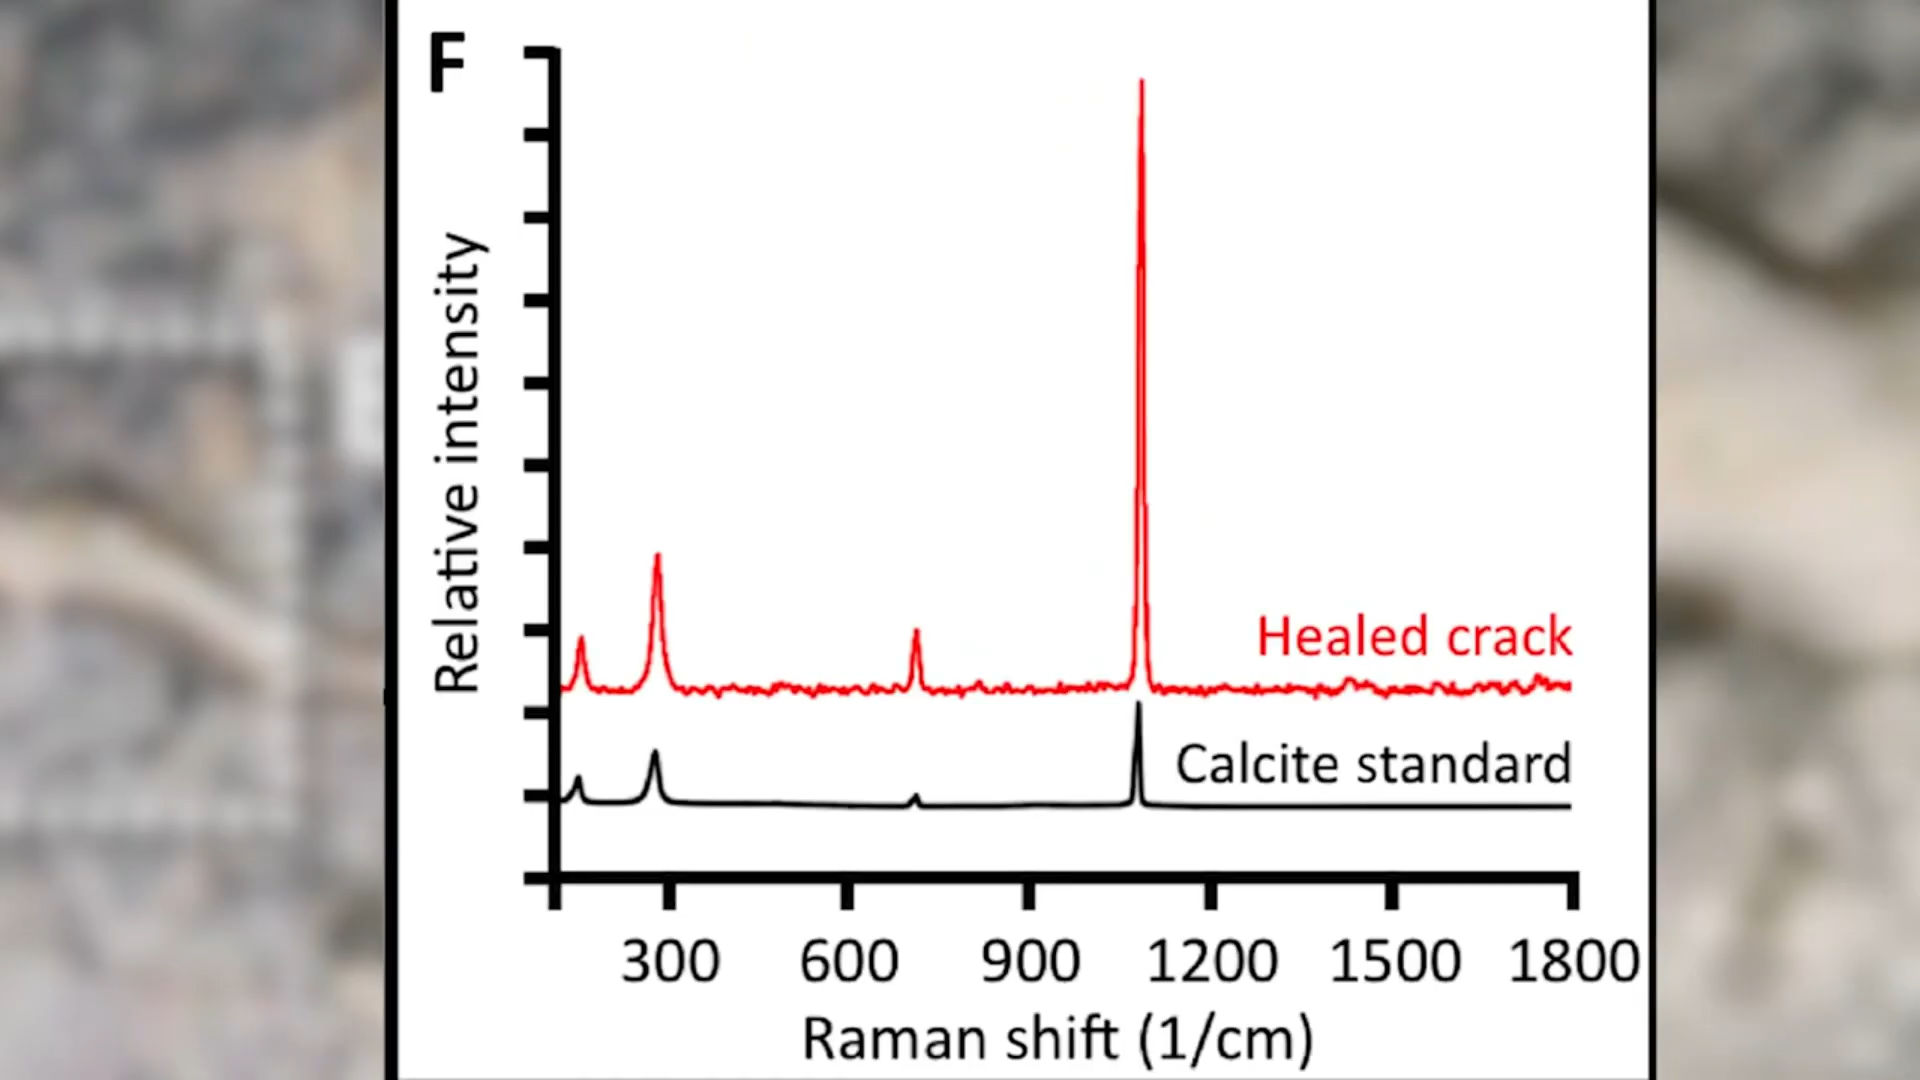 F
Relative intensity
Healed crack
Calcite standard
300 600 900 1200 1500 1800
Raman shift (1/cm)